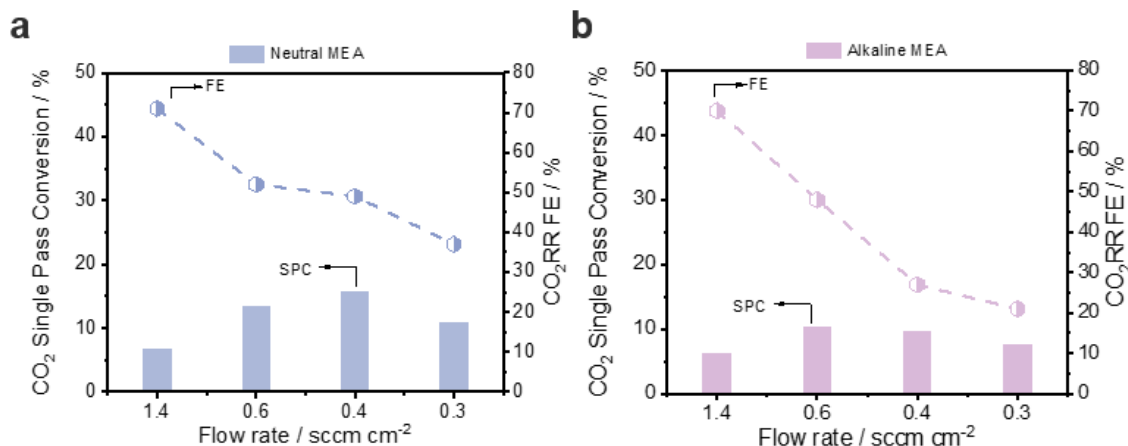 a
Neutral MEA
CO₂ Single Pass Conversion / %
50
40
30
20
10
0
FE
SPC
80
70
60
50
40
30
20
10
0
CO₂RR FE / %
1.4 0.6 0.4 0.3
Flow rate / sccm cm⁻²
b
Alkaline MEA
CO₂ Single Pass Conversion / %
50
40
30
20
10
0
FE
SPC
80
70
60
50
40
30
20
10
0
CO₂RR FE / %
1.4 0.6 0.4 0.3
Flow rate / sccm cm⁻²